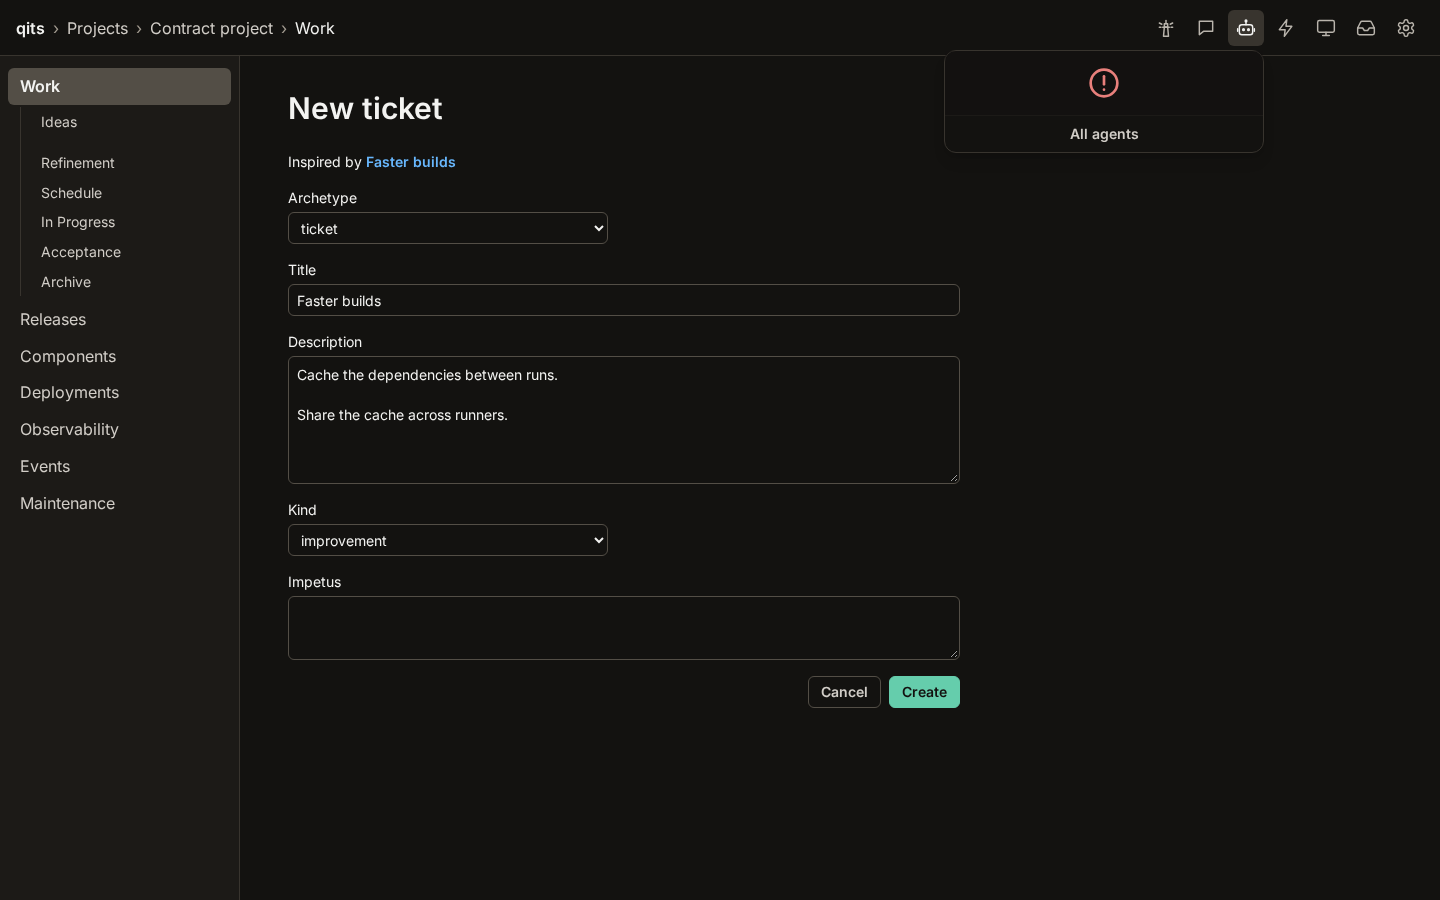 qits › Projects › Contract project › Work
All agents
Work
Ideas
Refinement
Schedule
In Progress
Acceptance
Archive
Releases
Components
Deployments
Observability
Events
Maintenance
New ticket
Inspired by Faster builds
Archetype
ticket
Title
Faster builds
Description
Cache the dependencies between runs.
Share the cache across runners.
Kind
improvement
Impetus
Cancel Create